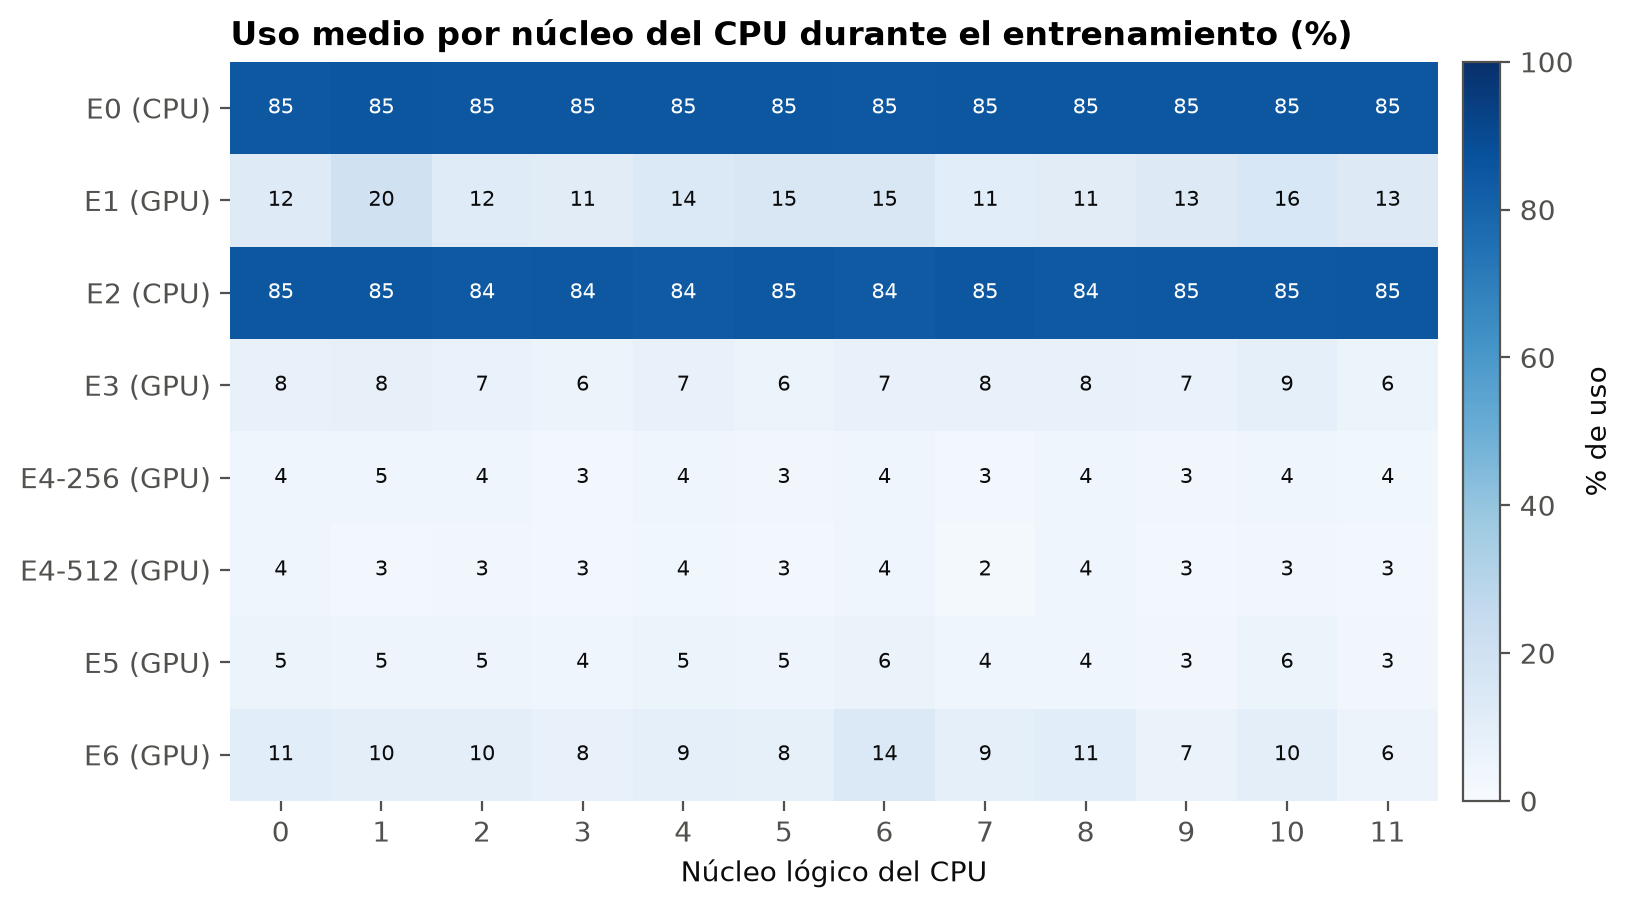 Uso medio por núcleo del CPU durante el entrenamiento (%)
E0 (CPU) 85 85 85 85 85 85 85 85 85 85 85 85
E1 (GPU) 12 20 12 11 14 15 15 11 11 13 16 13
E2 (CPU) 85 85 84 84 84 85 84 85 84 85 85 85
E3 (GPU) 8 8 7 6 7 6 7 8 8 7 9 6
E4-256 (GPU) 4 5 4 3 4 3 4 3 4 3 4 4
E4-512 (GPU) 4 3 3 3 4 3 4 2 4 3 3 3
E5 (GPU) 5 5 5 4 5 5 6 4 4 3 6 3
E6 (GPU) 11 10 10 8 9 8 14 9 11 7 10 6
0 1 2 3 4 5 6 7 8 9 10 11
Núcleo lógico del CPU
100
80
60
40
20
0
% de uso